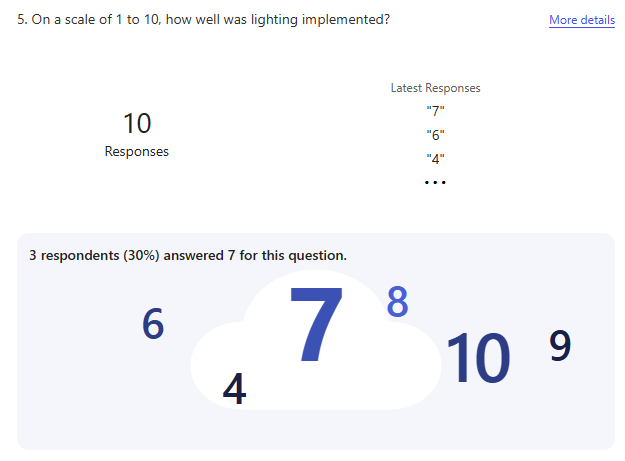 5. On a scale of 1 to 10, how well was lighting implemented?
More details
10
Responses
Latest Responses
"7"
"6"
"4"
...
3 respondents (30%) answered 7 for this question.
6
7
8
4
10
9